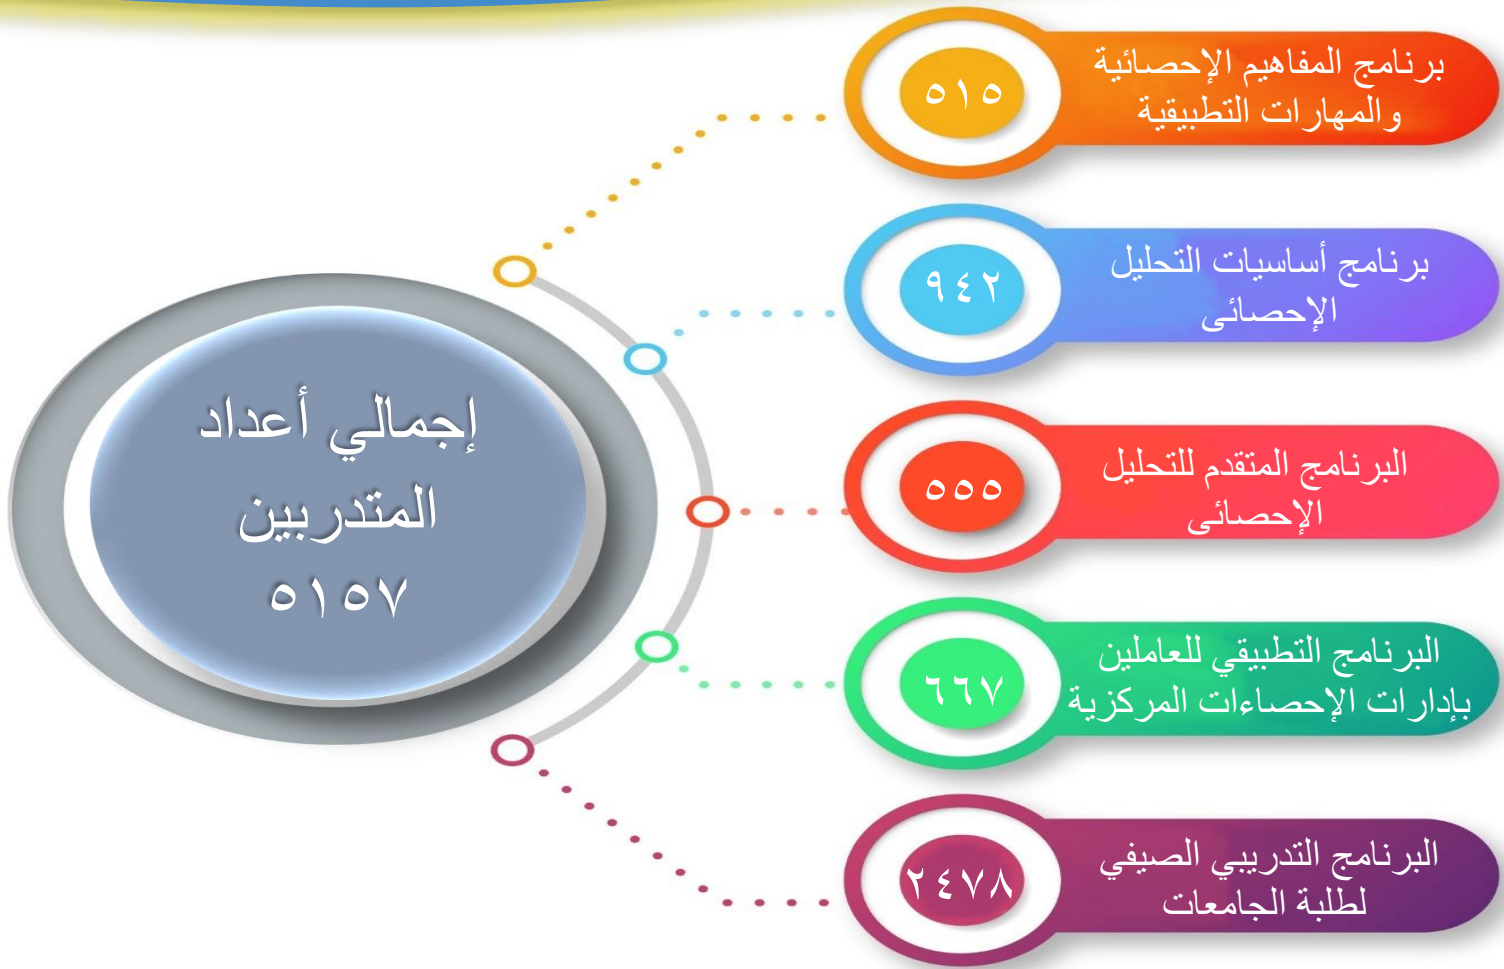 برنامج المفاهيم الإحصائية
والمهارات التطبيقية
٥١٥
برنامج أساسيات التحليل
الإحصائى
٩٤٢
البرنامج المتقدم للتحليل
الإحصائى
٥٥٥
البرنامج التطبيقي للعاملين
بإدارات الإحصاءات المركزية
٦٦٧
البرنامج التدريبي الصيفي
لطلبة الجامعات
٢٤٧٨
إجمالي أعداد
المتدربين
٥١٥٧